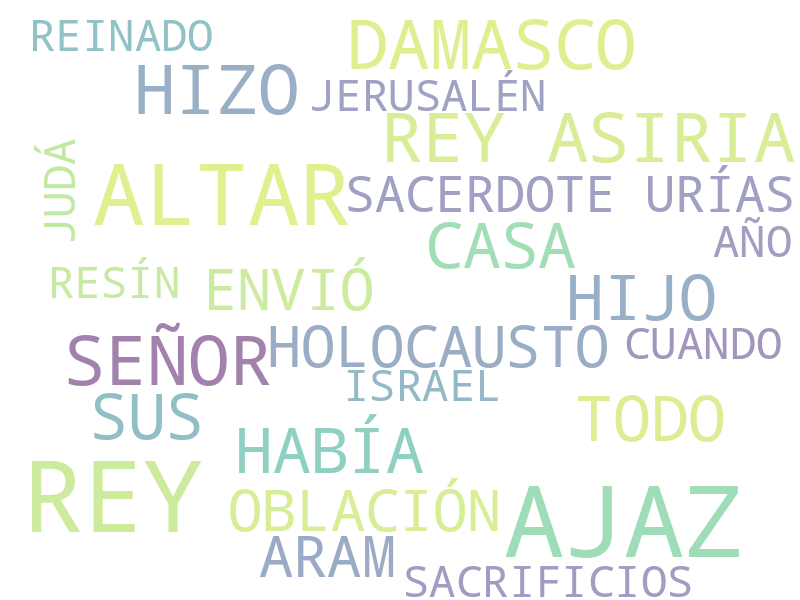 REINADO
DAMASCO
HIZO
JERUSALÉN
REY ASIRIA
JUDÁ
ALTAR
SACERDOTE URÍAS
CASA
AÑO
RESÍN
ENVIÓ
HIJO
SEÑOR
HOLOCAUSTO
CUANDO
ISRAEL
SUS
TODO
HABÍA
REY
OBLACIÓN
AJAZ
ARAM
SACRIFICIOS